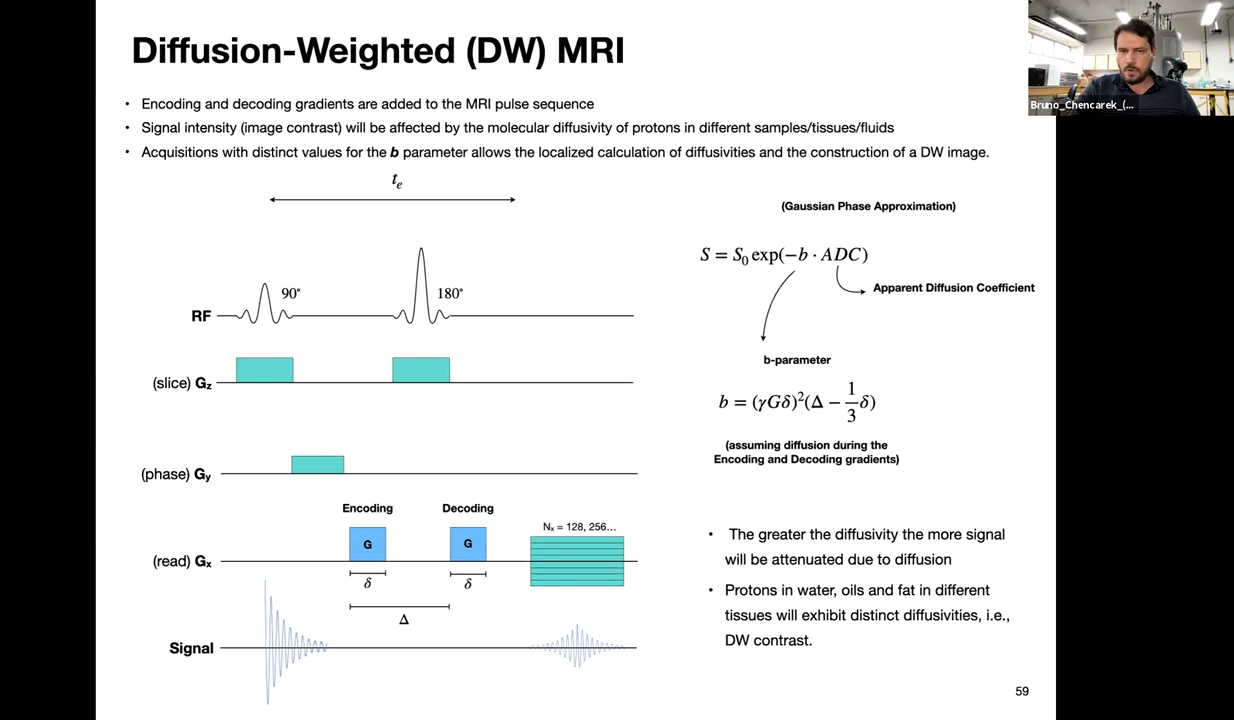 Diffusion-Weighted (DW) MRI
Bruno_Chencarek_(...
• Encoding and decoding gradients are added to the MRI pulse sequence
• Signal intensity (image contrast) will be affected by the molecular diffusivity of protons in different samples/tissues/fluids
• Acquisitions with distinct values for the b parameter allows the localized calculation of diffusivities and the construction of a DW image.
tₑ
(Gaussian Phase Approximation)
S = S₀ exp(−b · ADC)
Apparent Diffusion Coefficient
90°
180°
RF
b-parameter
(slice) Gz
b = (γGδ)²(Δ − 1/3 δ)
(assuming diffusion during the
Encoding and Decoding gradients)
(phase) Gy
Encoding
Decoding
Nₓ = 128, 256...
G
G
(read) Gₓ
δ
δ
Δ
Signal
• The greater the diffusivity the more signal
will be attenuated due to diffusion
• Protons in water, oils and fat in different
tissues will exhibit distinct diffusivities, i.e.,
DW contrast.
59